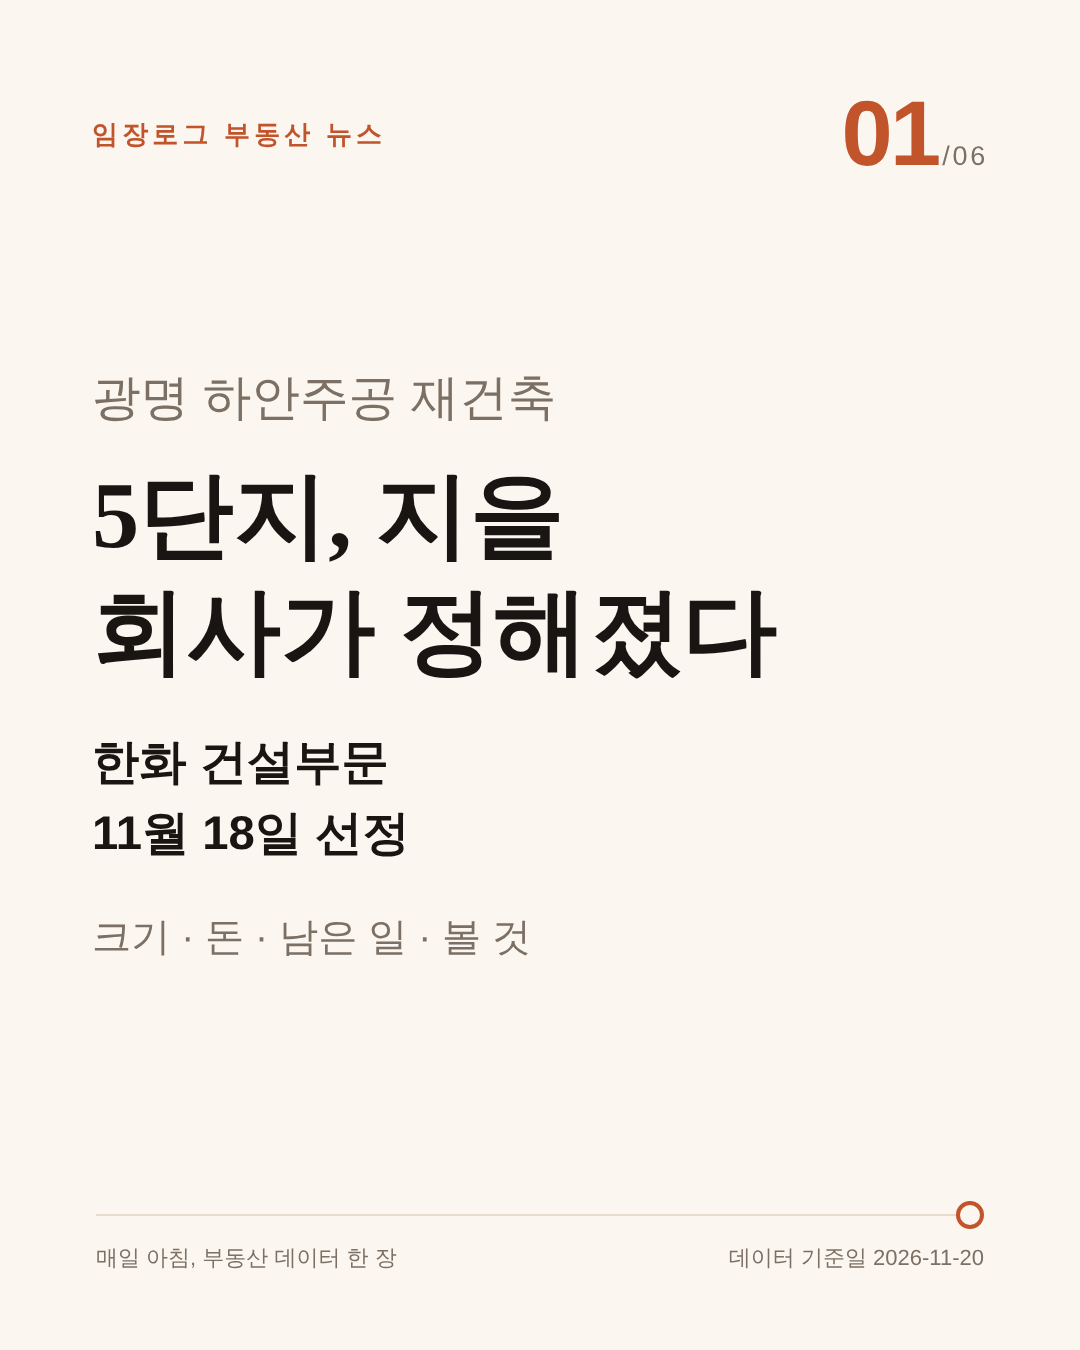 임장로그 부동산 뉴스
01/06
광명 하안주공 재건축
5단지, 지을
회사가 정해졌다
한화 건설부문
11월 18일 선정
크기 · 돈 · 남은 일 · 볼 것
매일 아침, 부동산 데이터 한 장
데이터 기준일 2026-11-20